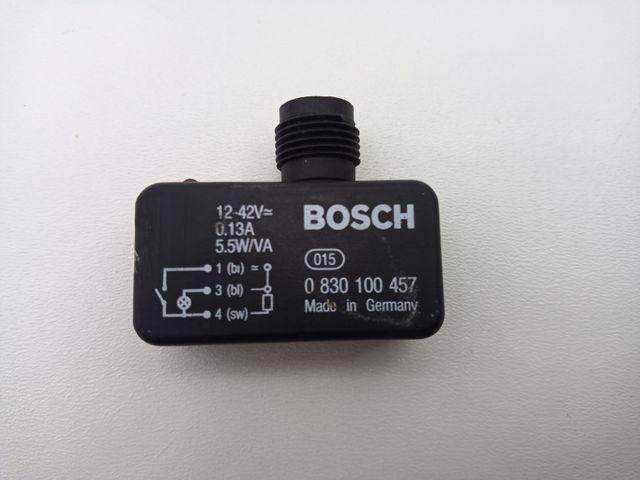 12-42V≂
0.13A
5.5W/VA
1 (br) ≂
3 (bl)
4 (sw)
BOSCH
015
0 830 100 457
Made in Germany